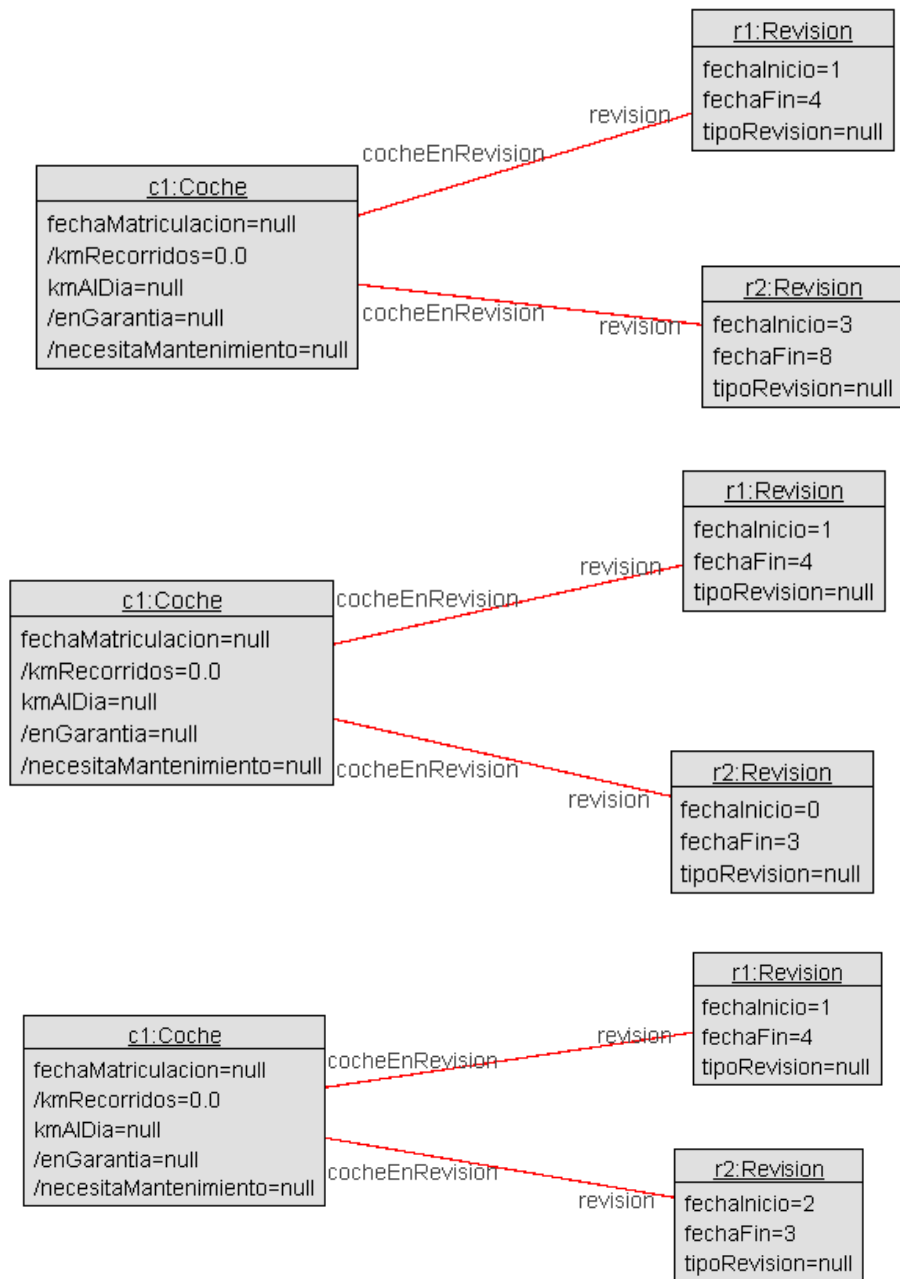 r1:Revision
fechaInicio=1
fechaFin=4
tipoRevision=null
revision
cocheEnRevision
c1:Coche
fechaMatriculacion=null
/kmRecorridos=0.0
kmAlDia=null
/enGarantia=null
/necesitaMantenimiento=null
cocheEnRevision
revision
r2:Revision
fechaInicio=3
fechaFin=8
tipoRevision=null
r1:Revision
fechaInicio=1
fechaFin=4
tipoRevision=null
revision
cocheEnRevision
c1:Coche
fechaMatriculacion=null
/kmRecorridos=0.0
kmAlDia=null
/enGarantia=null
/necesitaMantenimiento=null
cocheEnRevision
revision
r2:Revision
fechaInicio=0
fechaFin=3
tipoRevision=null
r1:Revision
fechaInicio=1
fechaFin=4
tipoRevision=null
revision
cocheEnRevision
c1:Coche
fechaMatriculacion=null
/kmRecorridos=0.0
kmAlDia=null
/enGarantia=null
/necesitaMantenimiento=null
cocheEnRevision
revision
r2:Revision
fechaInicio=2
fechaFin=3
tipoRevision=null